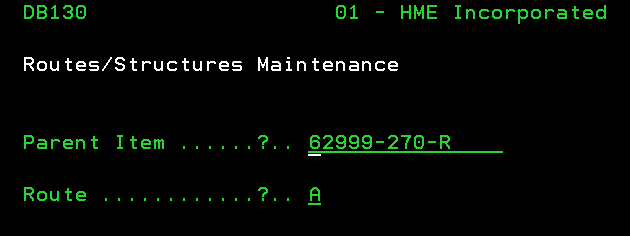 DB130 01 - HME Incorporated
Routes/Structures Maintenance
Parent Item ......?.. 62999-270-R
Route ............?.. A